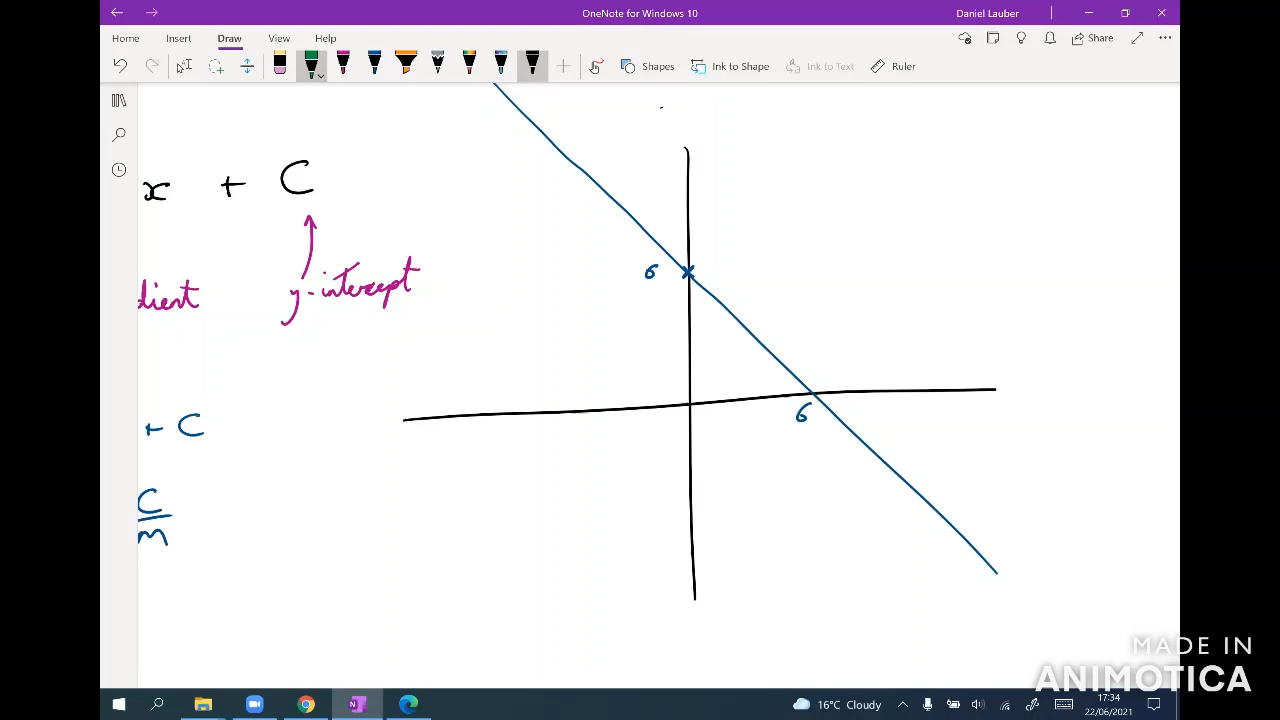 OneNote for Windows 10
Daniel Lauber
Home Insert Draw View Help
Share
Shapes Ink to Shape Ink to Text Ruler
x + C
dient
y-intercept
6
6
+ C
C
m
MADE IN
ANIMOTICA
16°C Cloudy
17:34
22/06/2021